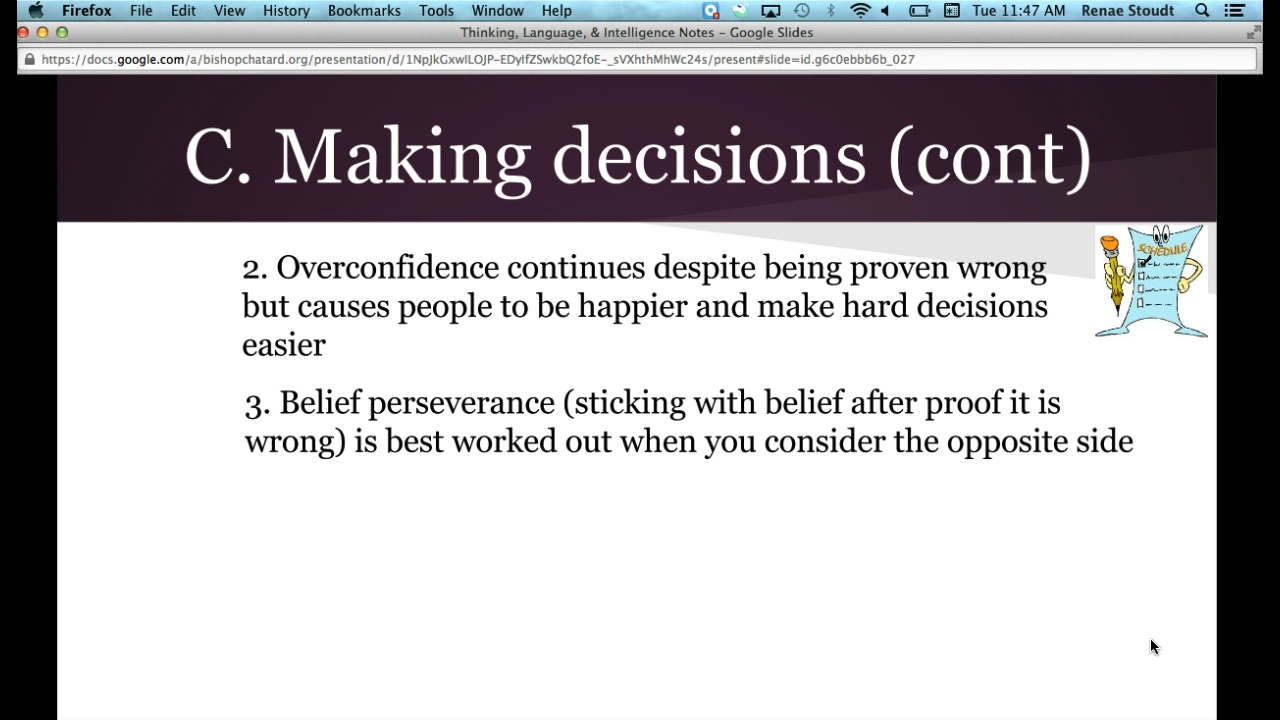 Firefox File Edit View History Bookmarks Tools Window Help Tue 11:47 AM Renae Stoudt
Thinking, Language, & Intelligence Notes – Google Slides
https://docs.google.com/a/bishopchatard.org/presentation/d/1NpJkGxwILOJP-EDyIfZSwkbQ2foE-_sVXhthMhWc24s/present#slide=id.g6c0ebbb6b_027
C. Making decisions (cont)
SCHEDULE
2. Overconfidence continues despite being proven wrong
but causes people to be happier and make hard decisions
easier
3. Belief perseverance (sticking with belief after proof it is
wrong) is best worked out when you consider the opposite side